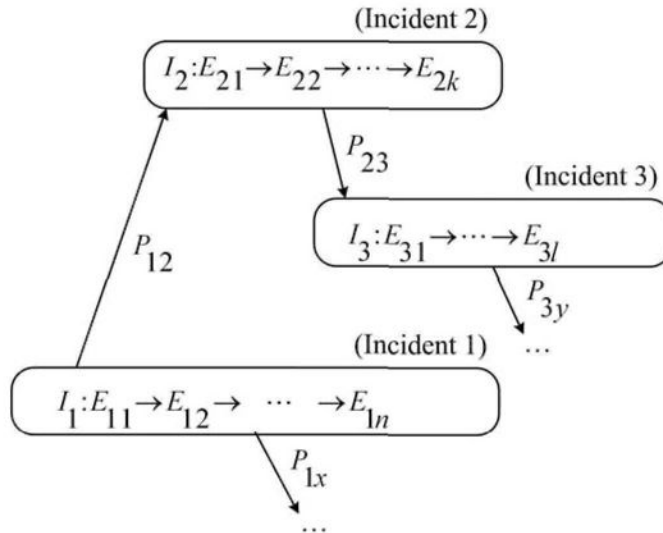 (Incident 2)
I2:E21→E22→⋯→E2k
P23
(Incident 3)
P12
I3:E31→⋯→E3l
P3y
⋯
(Incident 1)
I1:E11→E12→ ⋯ →E1n
P1x
⋯